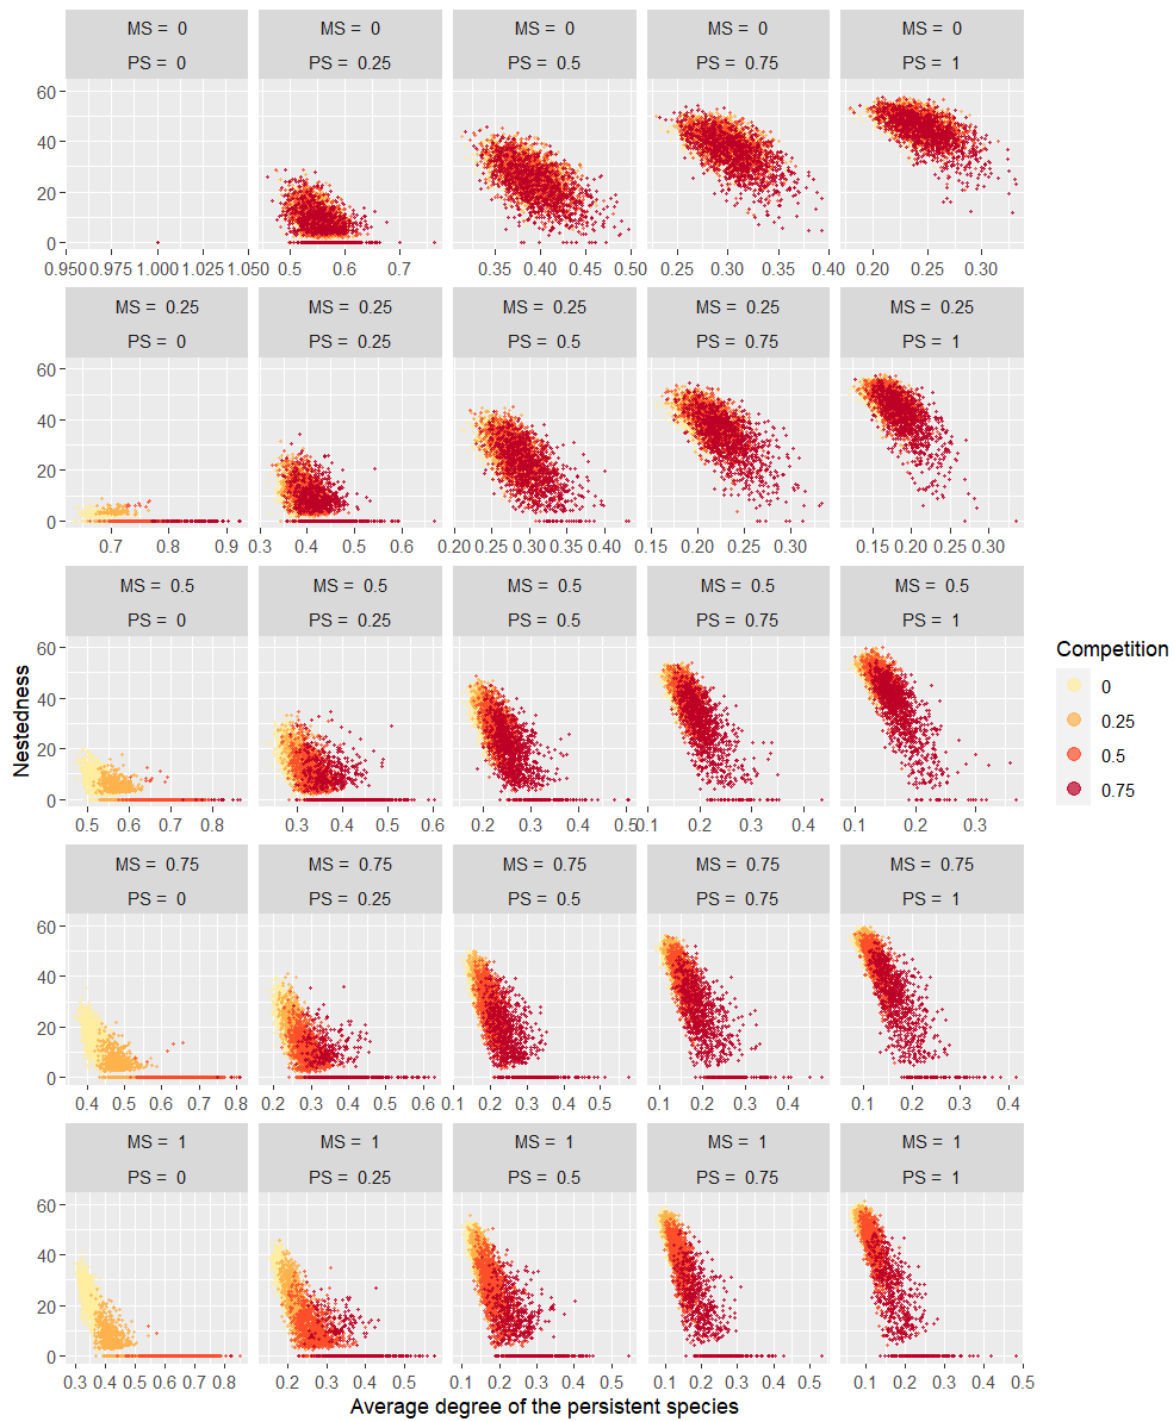 MS = 0 MS = 0 MS = 0 MS = 0 MS = 0
PS = 0 PS = 0.25 PS = 0.5 PS = 0.75 PS = 1
60
40
20
0
0.950 0.975 1.000 1.025 1.050 0.5 0.6 0.7 0.35 0.40 0.45 0.50 0.25 0.30 0.35 0.40 0.20 0.25 0.30
MS = 0.25 MS = 0.25 MS = 0.25 MS = 0.25 MS = 0.25
PS = 0 PS = 0.25 PS = 0.5 PS = 0.75 PS = 1
60
40
20
0
0.7 0.8 0.9 0.3 0.4 0.5 0.6 0.20 0.25 0.30 0.35 0.40 0.15 0.20 0.25 0.30 0.15 0.20 0.25 0.30
MS = 0.5 MS = 0.5 MS = 0.5 MS = 0.5 MS = 0.5
PS = 0 PS = 0.25 PS = 0.5 PS = 0.75 PS = 1
60
40
20
0
0.5 0.6 0.7 0.8 0.3 0.4 0.5 0.6 0.2 0.3 0.4 0.5 0.1 0.2 0.3 0.4 0.1 0.2 0.3
Nestedness
Competition
0
0.25
0.5
0.75
MS = 0.75 MS = 0.75 MS = 0.75 MS = 0.75 MS = 0.75
PS = 0 PS = 0.25 PS = 0.5 PS = 0.75 PS = 1
60
40
20
0
0.4 0.5 0.6 0.7 0.8 0.2 0.3 0.4 0.5 0.6 0.1 0.2 0.3 0.4 0.5 0.1 0.2 0.3 0.4 0.1 0.2 0.3 0.4
MS = 1 MS = 1 MS = 1 MS = 1 MS = 1
PS = 0 PS = 0.25 PS = 0.5 PS = 0.75 PS = 1
60
40
20
0
0.3 0.4 0.5 0.6 0.7 0.8 0.2 0.3 0.4 0.5 0.1 0.2 0.3 0.4 0.5 0.1 0.2 0.3 0.4 0.5 0.1 0.2 0.3 0.4 0.5
Average degree of the persistent species